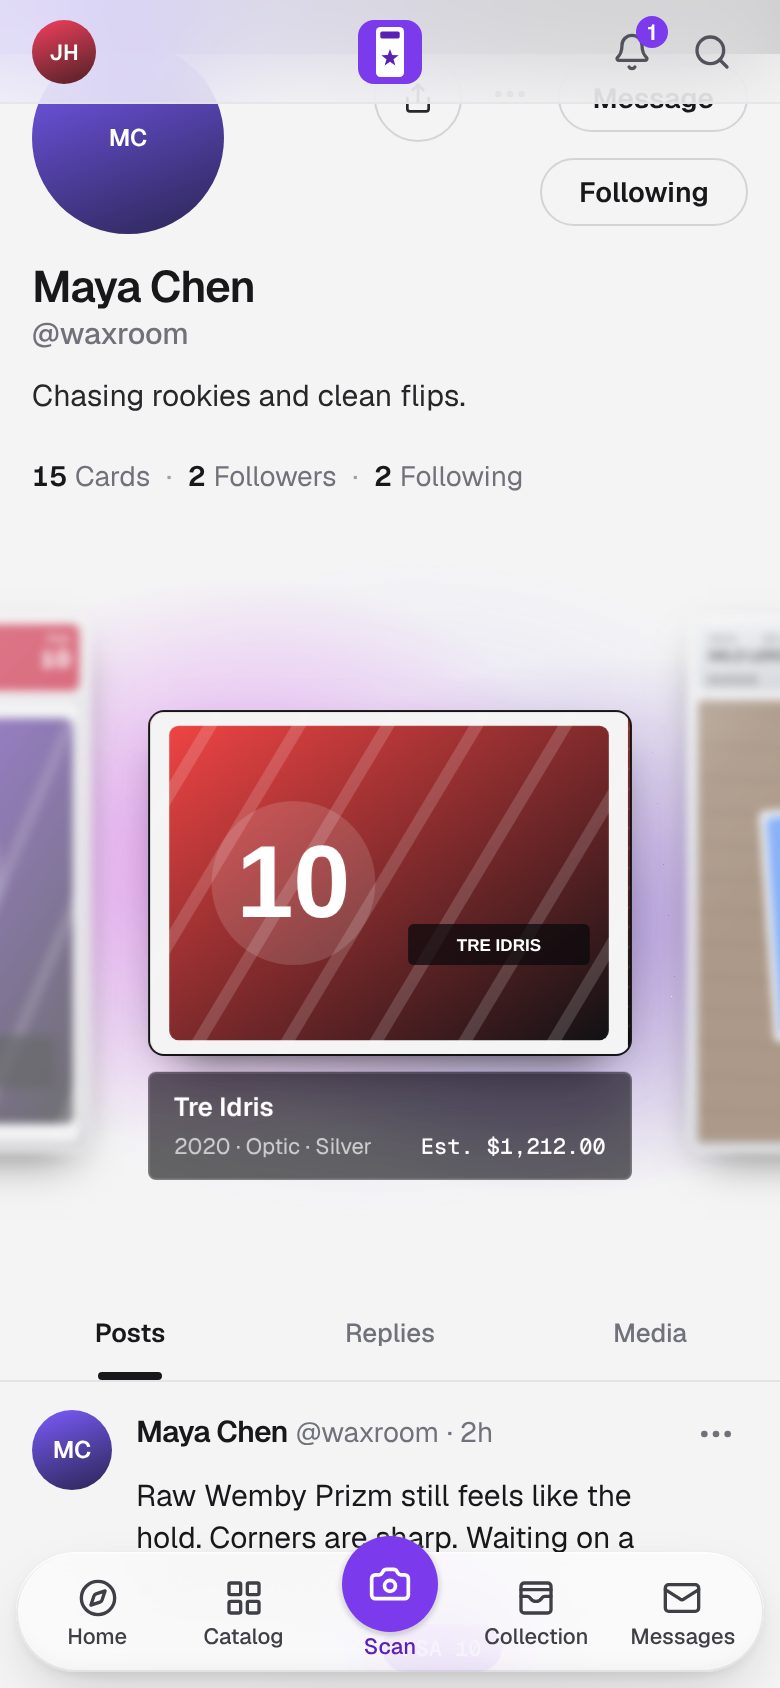 JH
1
MC
Message
Following
Maya Chen
@waxroom
Chasing rookies and clean flips.
15 Cards · 2 Followers · 2 Following
10
TRE IDRIS
Tre Idris
2020 · Optic · Silver Est. $1,212.00
Posts Replies Media
MC
Maya Chen @waxroom · 2h
Raw Wemby Prizm still feels like the
hold. Corners are sharp. Waiting on a
Home Catalog Scan Collection Messages